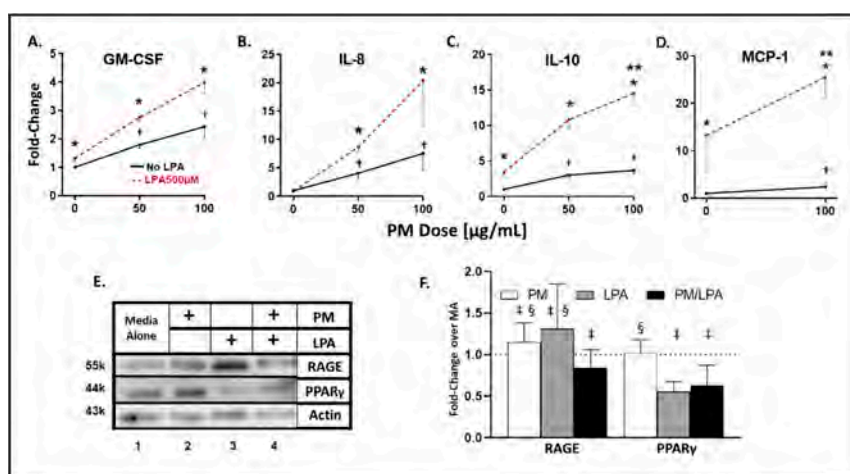 A.
GM-CSF
B.
IL-8
C.
IL-10
D.
MCP-1
Fold-Change
5
4
3
2
1
0
*
*
*
†
†
No LPA
LPA500µM
0
50
100
25
20
15
10
5
0
*
*
†
†
0
50
100
20
15
10
5
0
*
*
**
*
†
†
0
50
100
30
20
10
0
*
**
*
†
0
100
PM Dose [µg/mL]
E.
Media Alone
+
+
PM
+
+
LPA
55k
RAGE
44k
PPARγ
43k
Actin
1
2
3
4
F.
Fold-Change over MA
2.0
1.5
1.0
0.5
0.0
PM
LPA
PM/LPA
‡ §
‡ §
‡
§
‡
‡
RAGE
PPARγ